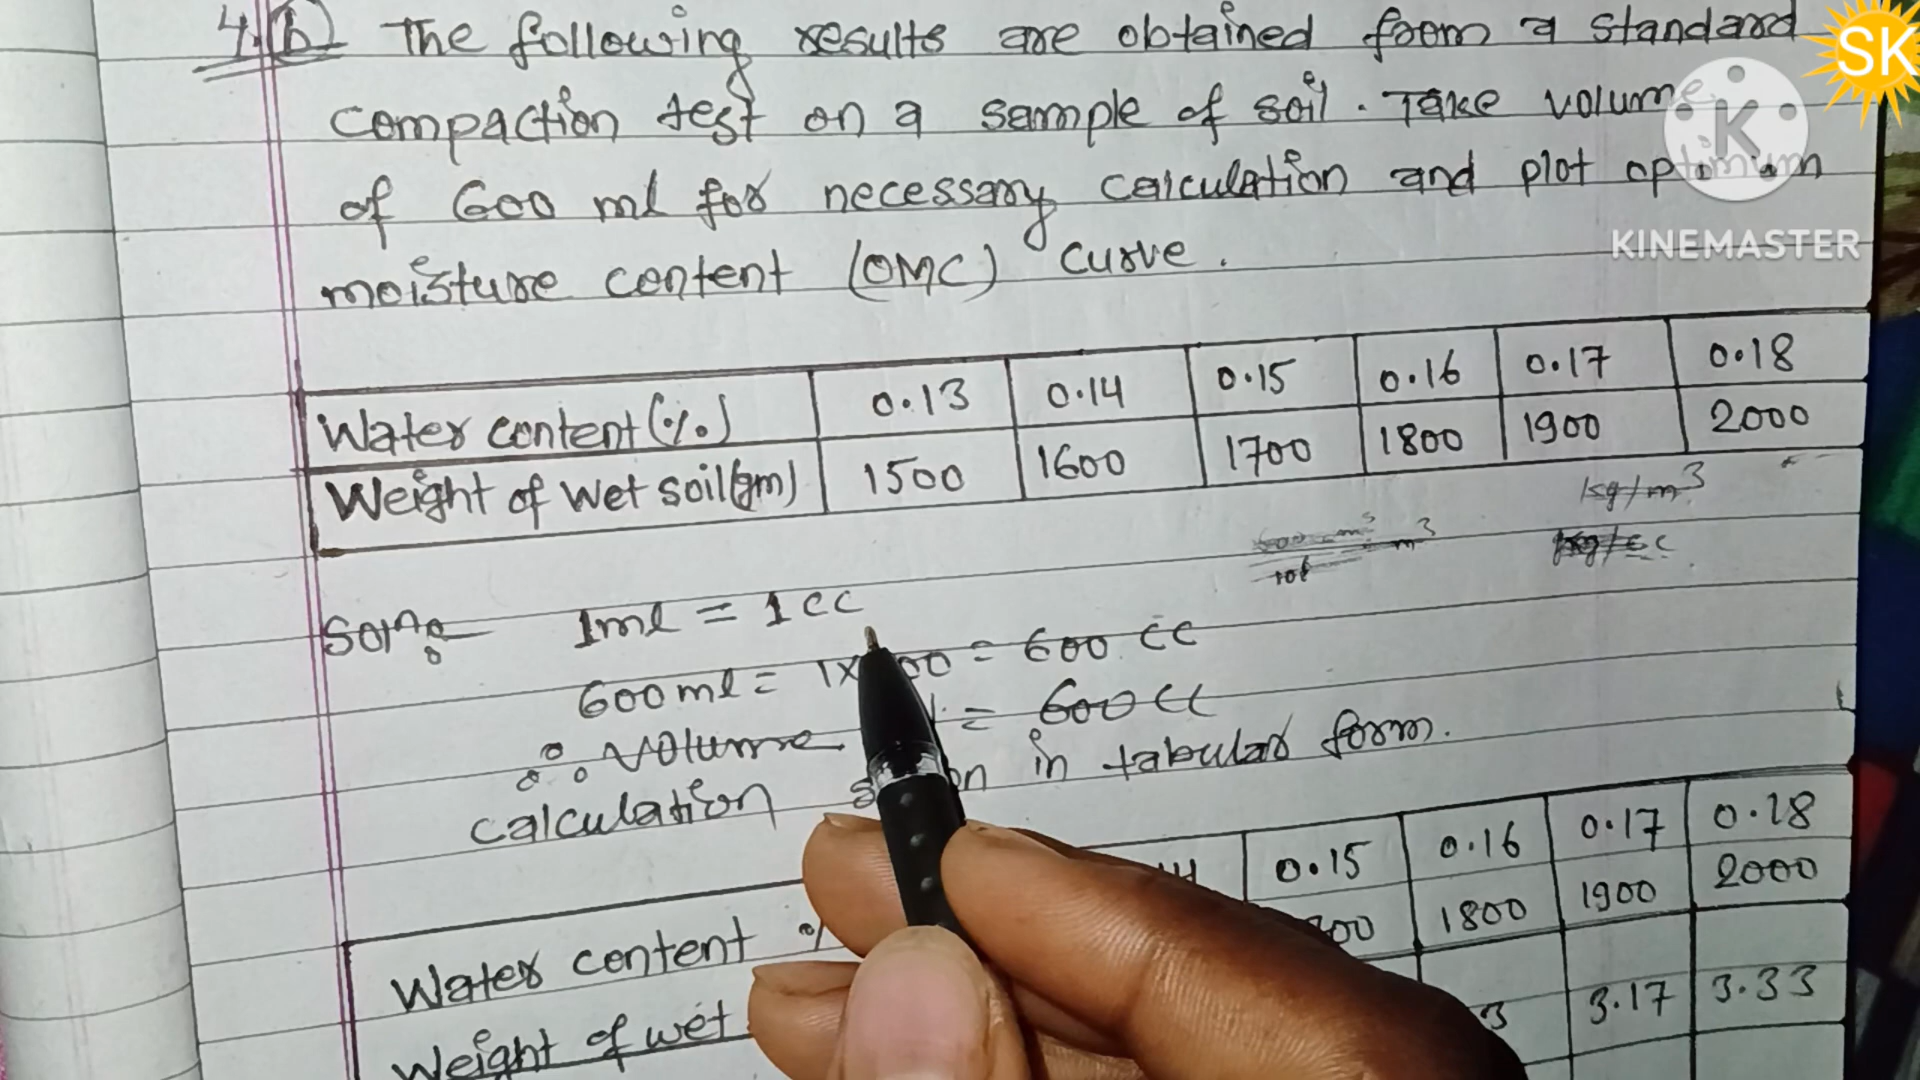 4.(b) The following results are obtained from a standard
SK
compaction test on a sample of soil. Take volume
K
of 600 ml for necessary calculation and plot optimum
KINEMASTER
moisture content (OMC) curve.
Water content (%) 0.13 0.14 0.15 0.16 0.17 0.18
Weight of Wet soil (gm) 1500 1600 1700 1800 1900 2000
kg/m³
Soln:- 1ml = 1cc
600ml = 1x 00 = 600 cc
∴ volume = 600cc
calculation in tabular form.
Water content 0.15 0.16 0.17 0.18
Weight of wet 1800 1900 2000
3.17 3.33